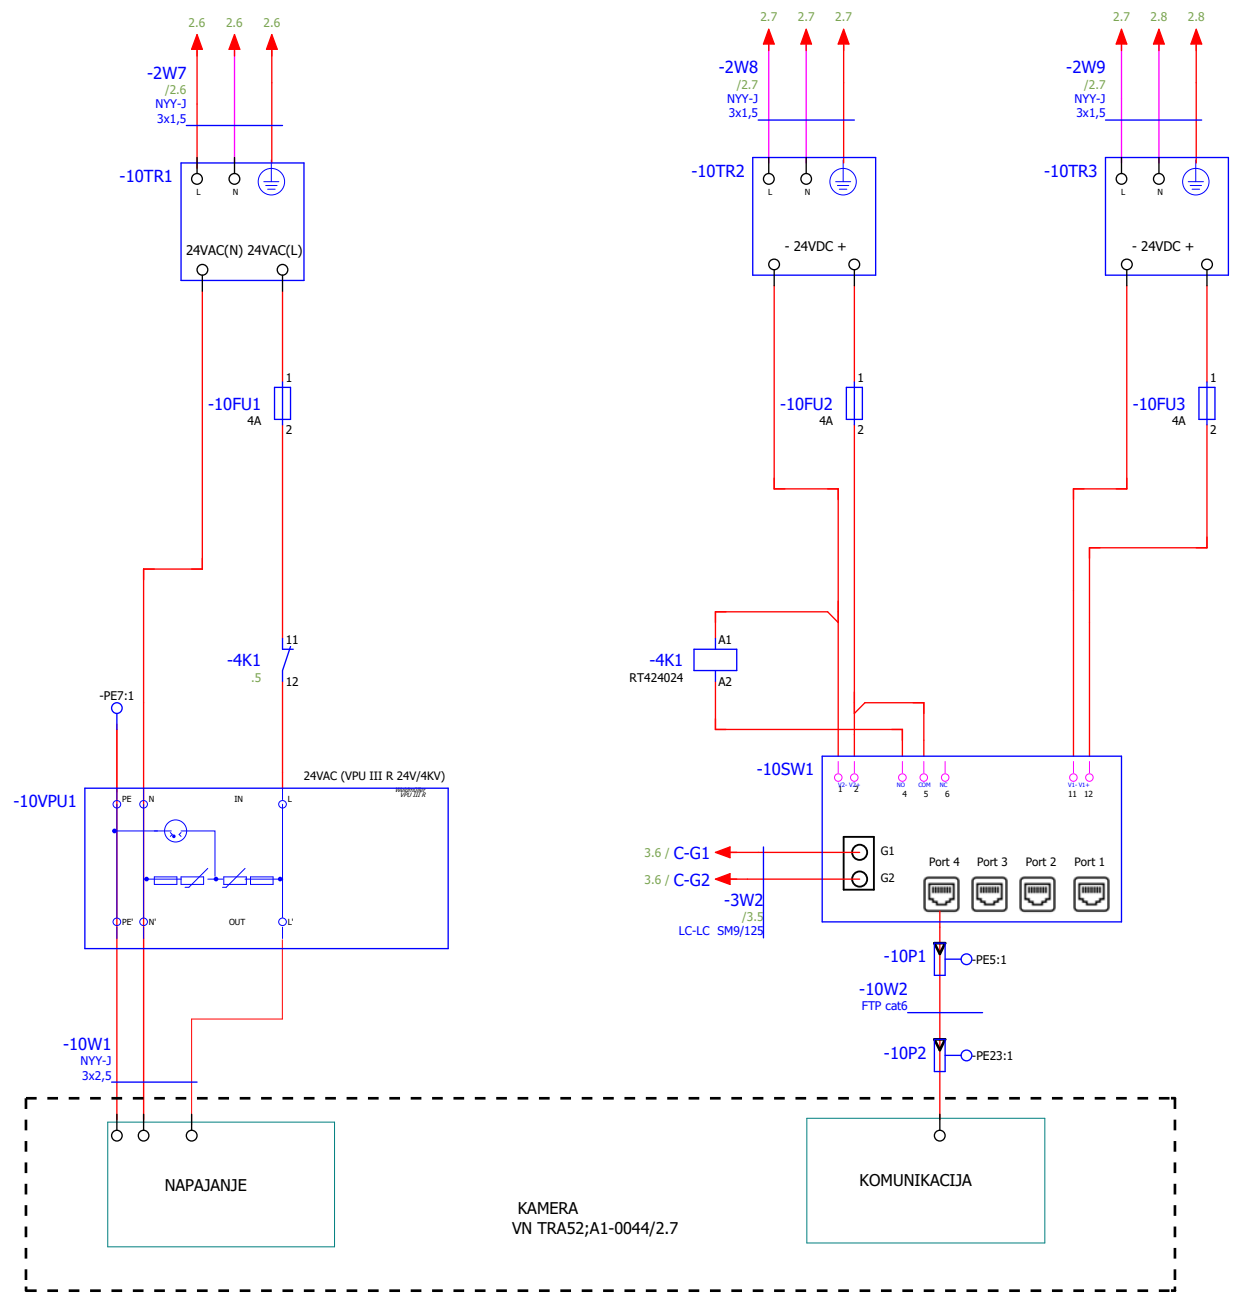 2.6 2.6 2.6
2.7 2.7 2.7
2.7 2.8 2.8
-2W7
/2.6
NYY-J
3x1,5
-2W8
/2.7
NYY-J
3x1,5
-2W9
/2.7
NYY-J
3x1,5
-10TR1
L N
24VAC(N) 24VAC(L)
-10TR2
L N
- 24VDC +
-10TR3
L N
- 24VDC +
1
-10FU1
4A
2
1
-10FU2
4A
2
1
-10FU3
4A
2
11
-4K1
.5
12
A1
-4K1
RT424024
A2
-PE7:1
24VAC (VPU III R 24V/4KV)
VPU III R
-10VPU1
PE N IN L
PE' N' OUT L'
-10SW1
V2- V2+ NO COM NC V1- V1+
1 2 4 5 6 11 12
3.6 / C-G1
G1
3.6 / C-G2
G2
Port 4 Port 3 Port 2 Port 1
-3W2
/3.5
LC-LC SM9/125
-10P1
-PE5:1
-10W2
FTP cat6
-10P2
-PE23:1
-10W1
NYY-J
3x2,5
NAPAJANJE
KOMUNIKACIJA
KAMERA
VN TRA52;A1-0044/2.7